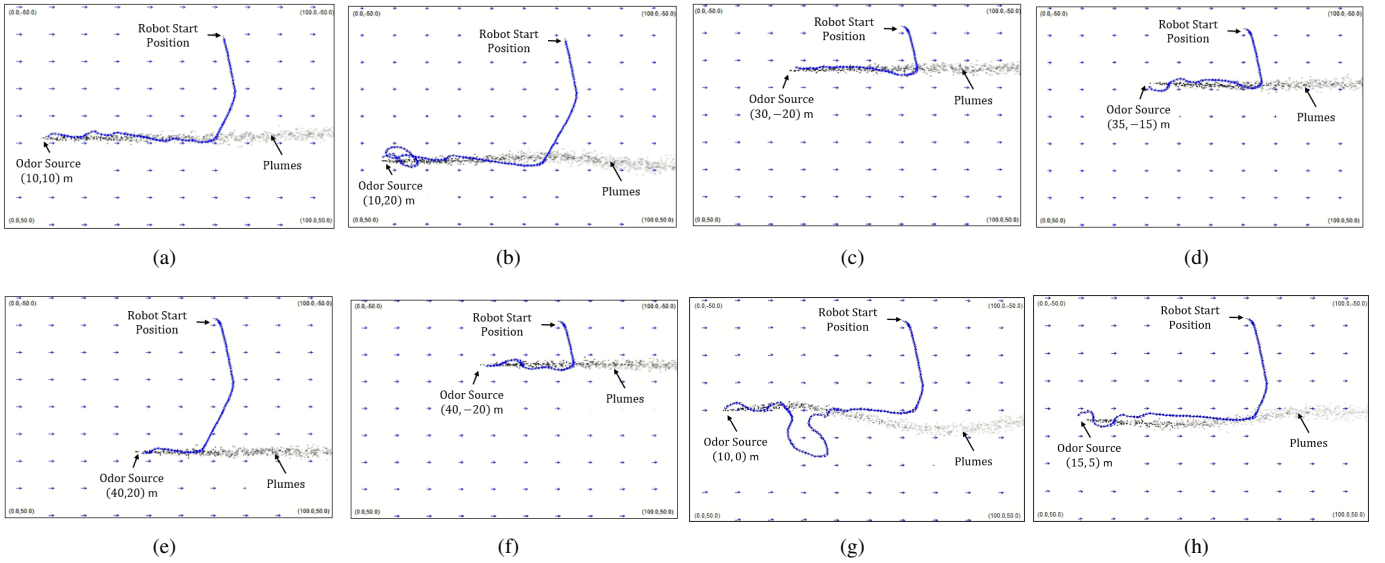 (0.0,-50.0)
(100.0,-50.0)
Robot Start
Position
Odor Source
(10,10) m
Plumes
(0.0,50.0)
(100.0,50.0)
(a)
(0.0,-50.0)
(100.0,-50.0)
Robot Start
Position
Odor Source
(10,20) m
Plumes
(0.0,50.0)
(100.0,50.0)
(b)
(0.0,-50.0)
(100.0,-50.0)
Robot Start
Position
Odor Source
(30, −20) m
Plumes
(0.0,50.0)
(100.0,50.0)
(c)
(0.0,-50.0)
(100.0,-50.0)
Robot Start
Position
Odor Source
(35, −15) m
Plumes
(0.0,50.0)
(100.0,50.0)
(d)
(0.0,-50.0)
(100.0,-50.0)
Robot Start
Position
Odor Source
(40,20) m
Plumes
(0.0,50.0)
(100.0,50.0)
(e)
(0.0,-50.0)
(100.0,-50.0)
Robot Start
Position
Odor Source
(40, −20) m
Plumes
(0.0,50.0)
(100.0,50.0)
(f)
(0.0,-50.0)
(100.0,-50.0)
Robot Start
Position
Odor Source
(10, 0) m
Plumes
(0.0,50.0)
(100.0,50.0)
(g)
(0.0,-50.0)
(100.0,-50.0)
Robot Start
Position
Odor Source
(15, 5) m
Plumes
(0.0,50.0)
(100.0,50.0)
(h)